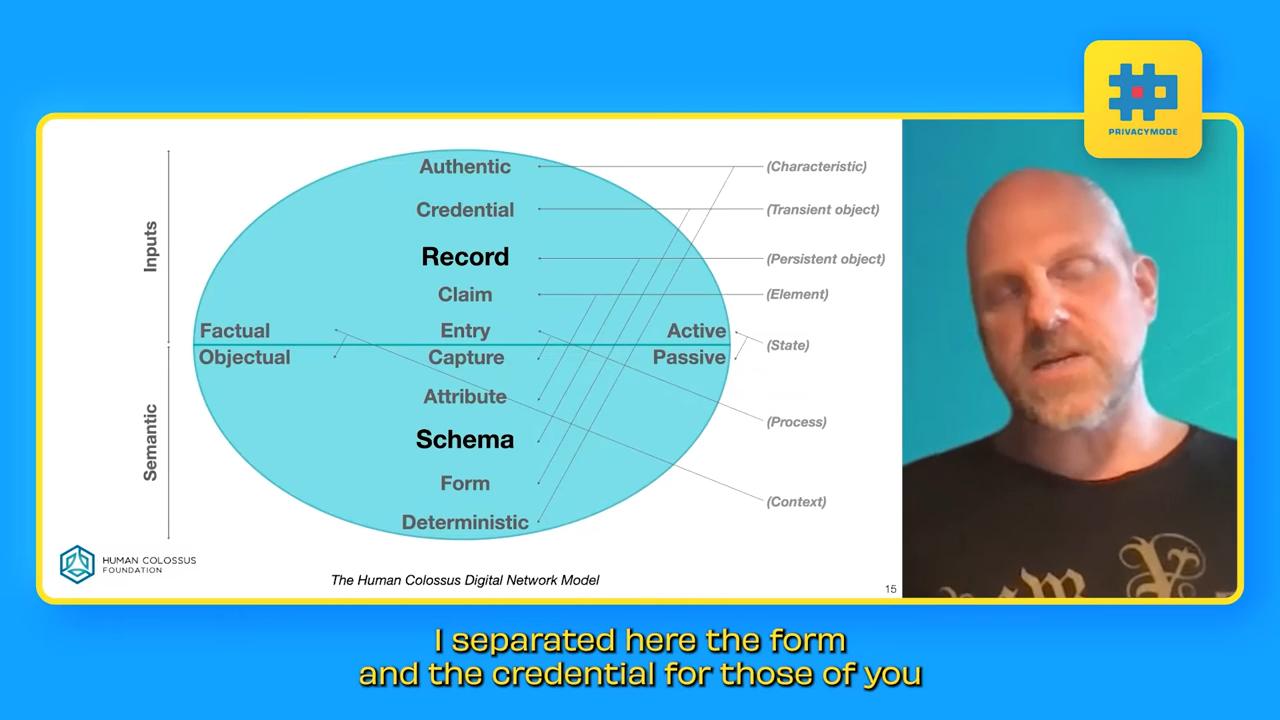 PRIVACYMODE
Inputs
Semantic
Authentic
(Characteristic)
Credential
(Transient object)
Record
(Persistent object)
Claim
(Element)
Factual
Entry
Active
(State)
Objectual
Capture
Passive
Attribute
(Process)
Schema
Form
(Context)
Deterministic
HUMAN COLOSSUS
FOUNDATION
The Human Colossus Digital Network Model
15
I separated here the form
and the credential for those of you